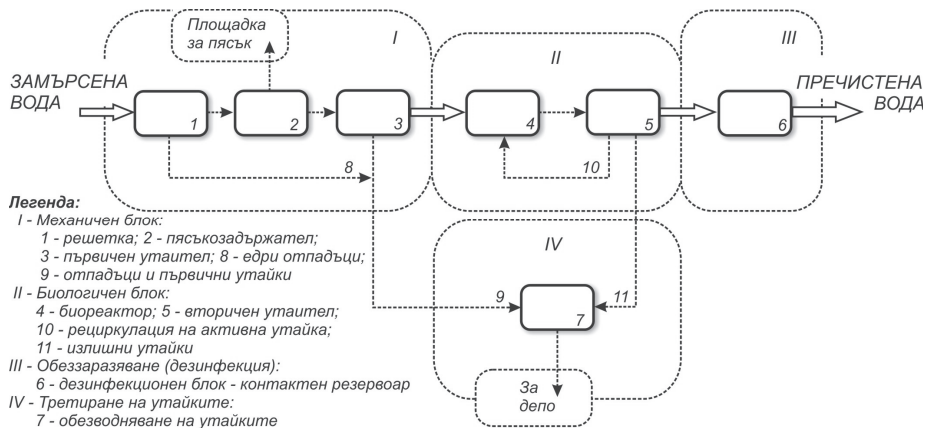 Площадка
за пясък
I
II
III
ЗАМЪРСЕНА
ВОДА
ПРЕЧИСТЕНА
ВОДА
1
2
3
4
5
6
8
10
Легенда:
I - Механичен блок:
1 - решетка; 2 - пясъкозадържател;
3 - първичен утаител; 8 - едри отпадъци;
9 - отпадъци и първични утайки
II - Биологичен блок:
4 - биореактор; 5 - вторичен утаител;
10 - рециркулация на активна утайка;
11 - излишни утайки
III - Обеззаразяване (дезинфекция):
6 - дезинфекционен блок - контактен резервоар
IV - Третиране на утайките:
7 - обезводняване на утайките
IV
9
11
7
За
депо